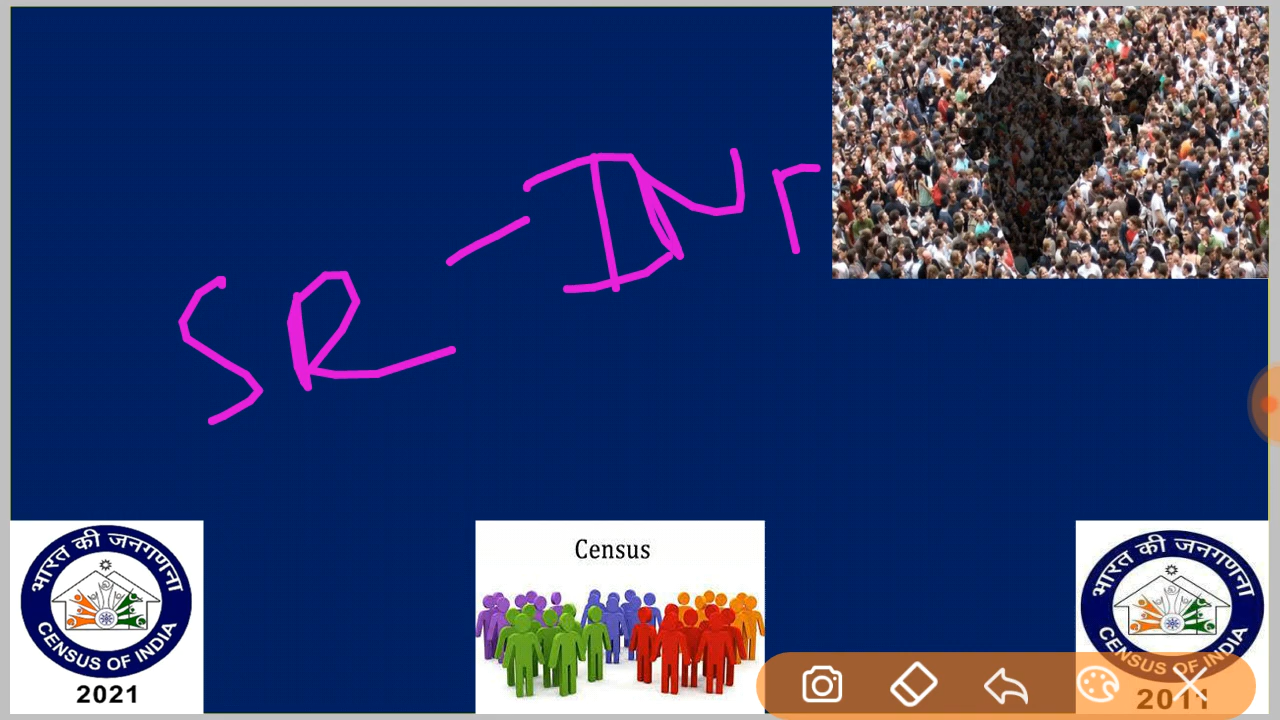 SR-INr
Census
भारत की जनगणना
CENSUS OF INDIA
2021
भारत की जनगणना
CENSUS OF INDIA
2011